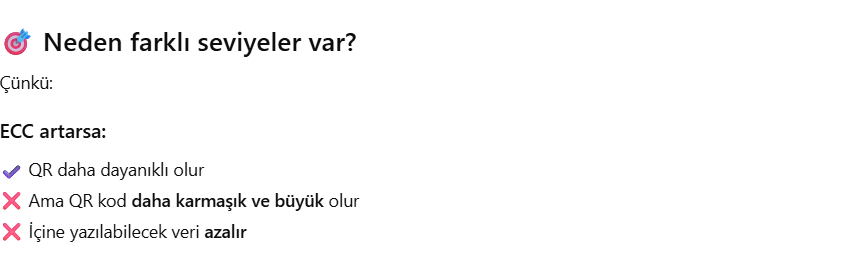 🎯 Neden farklı seviyeler var?
Çünkü:
ECC artarsa:
✔ QR daha dayanıklı olur
❌ Ama QR kod daha karmaşık ve büyük olur
❌ İçine yazılabilecek veri azalır